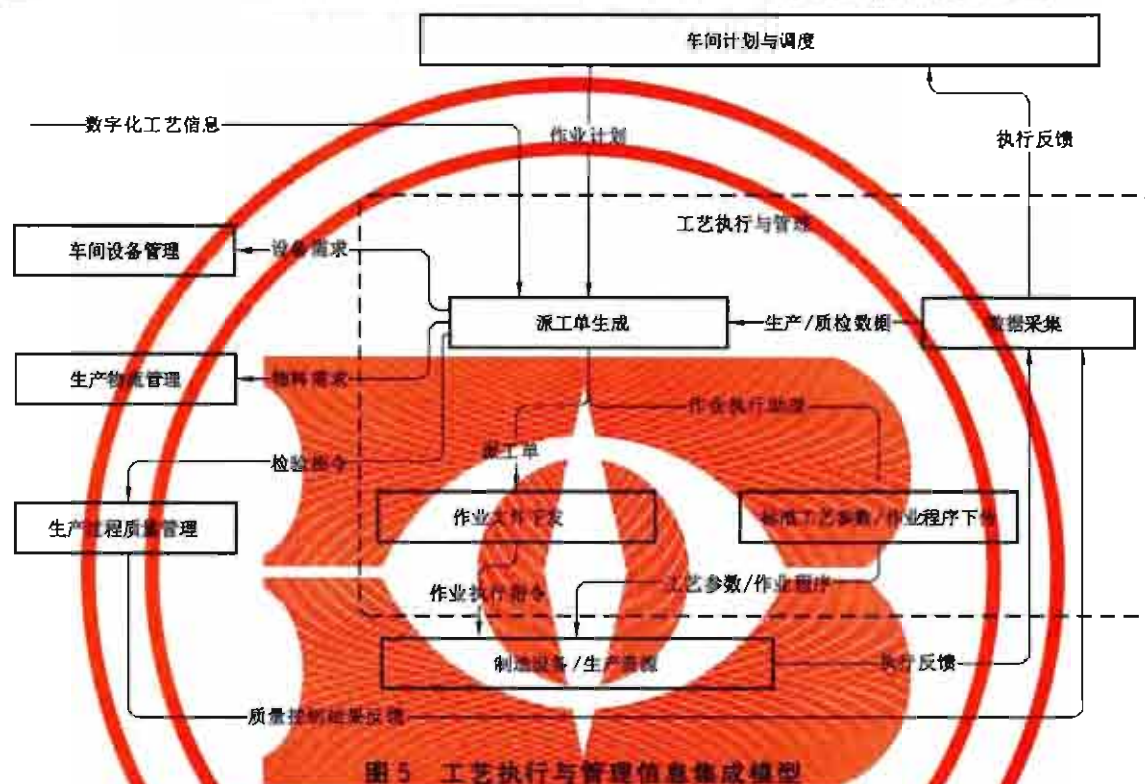 车间计划与调度
数字化工艺信息
作业计划
执行反馈
工艺执行与管理
车间设备管理
设备需求
派工单生成
生产/质检数据
数据采集
生产物流管理
物料需求
作业执行助理
派工单
检验指令
生产过程质量管理
作业文件下发
标准工艺参数/作业程序下传
作业执行指令
工艺参数/作业程序
制造设备/生产资源
执行反馈
质量控制结果反馈
图5 工艺执行与管理信息集成模型